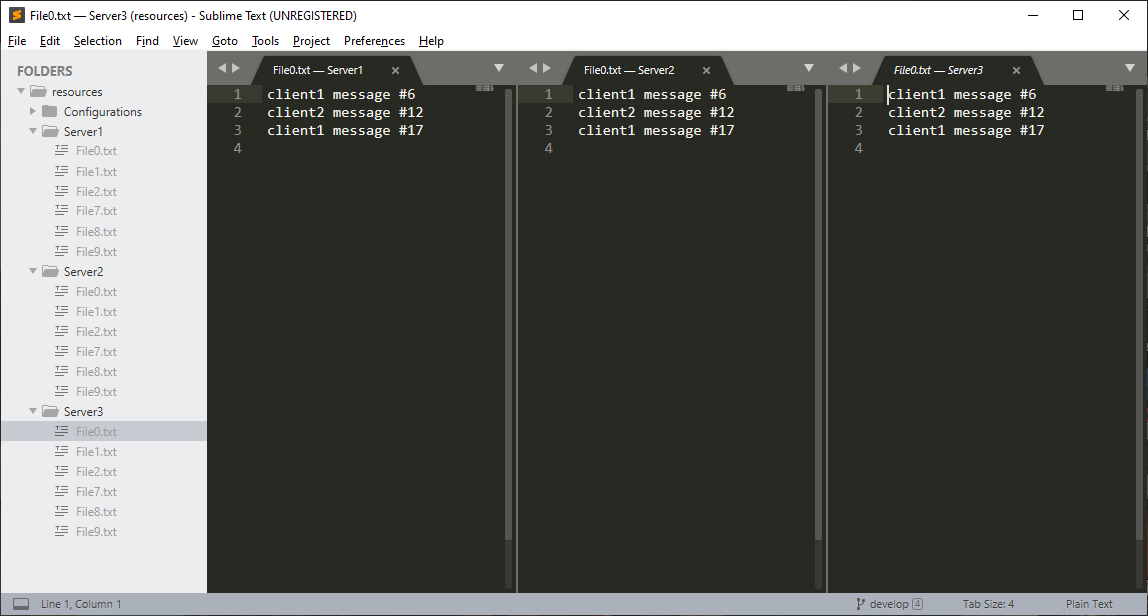 File0.txt — Server3 (resources) - Sublime Text (UNREGISTERED)
File Edit Selection Find View Goto Tools Project Preferences Help
FOLDERS
resources
Configurations
Server1
File0.txt
File1.txt
File2.txt
File7.txt
File8.txt
File9.txt
Server2
File0.txt
File1.txt
File2.txt
File7.txt
File8.txt
File9.txt
Server3
File0.txt
File1.txt
File2.txt
File7.txt
File8.txt
File9.txt
File0.txt — Server1
1 client1 message #6
2 client2 message #12
3 client1 message #17
4
File0.txt — Server2
1 client1 message #6
2 client2 message #12
3 client1 message #17
4
File0.txt — Server3
1 client1 message #6
2 client2 message #12
3 client1 message #17
4
Line 1, Column 1 develop 4 Tab Size: 4 Plain Text